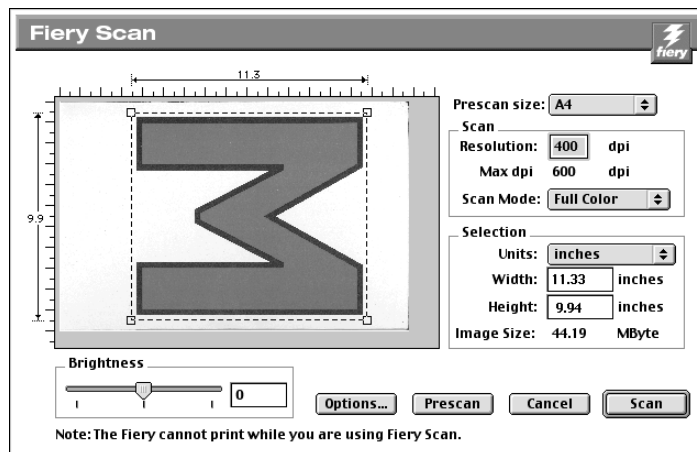 Fiery Scan
fiery
11.3
9.9
Prescan size: A4
Scan
Resolution: 400 dpi
Max dpi 600 dpi
Scan Mode: Full Color
Selection
Units: inches
Width: 11.33 inches
Height: 9.94 inches
Image Size: 44.19 MByte
Brightness
0
Options... Prescan Cancel Scan
Note: The Fiery cannot print while you are using Fiery Scan.